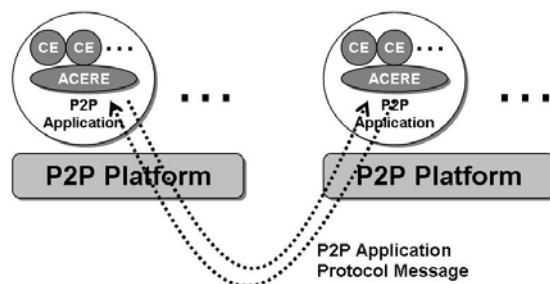 CE CE ...
ACERE
P2P
Application
...
P2P Platform
CE CE ...
ACERE
P2P
Application
...
P2P Platform
P2P Application
Protocol Message